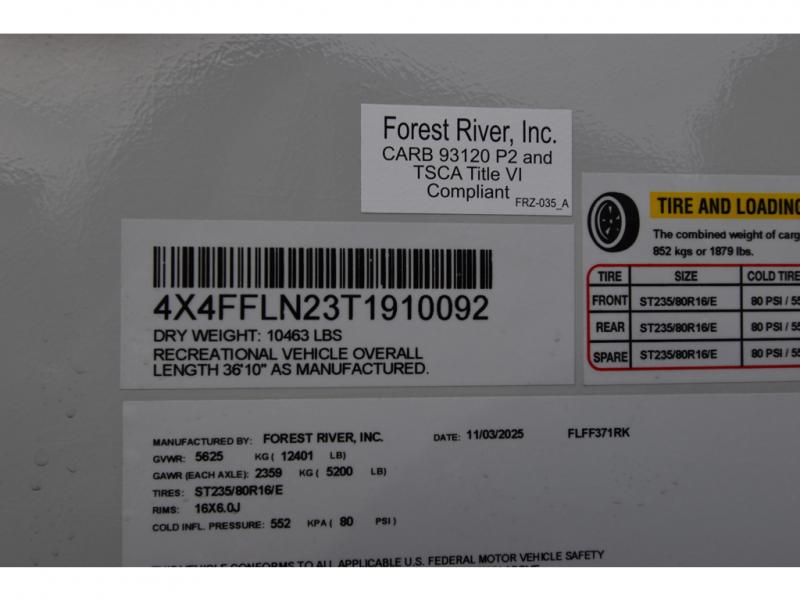 Forest River, Inc.
CARB 93120 P2 and
TSCA Title VI
Compliant
FRZ-035_A
4X4FFLN23T1910092
DRY WEIGHT: 10463 LBS
RECREATIONAL VEHICLE OVERALL
LENGTH 36'10" AS MANUFACTURED.
TIRE AND LOADING
The combined weight of carg
852 kgs or 1879 lbs.
TIRE SIZE COLD TIRE
FRONT ST235/80R16/E 80 PSI / 55
REAR ST235/80R16/E 80 PSI / 55
SPARE ST235/80R16/E 80 PSI / 55
MANUFACTURED BY: FOREST RIVER, INC. DATE: 11/03/2025 FLFF371RK
GVWR: 5625 KG ( 12401 LB)
GAWR (EACH AXLE): 2359 KG ( 5200 LB)
TIRES: ST235/80R16/E
RIMS: 16X6.0J
COLD INFL. PRESSURE: 552 KPA ( 80 PSI )
THIS VEHICLE CONFORMS TO ALL APPLICABLE U.S. FEDERAL MOTOR VEHICLE SAFETY